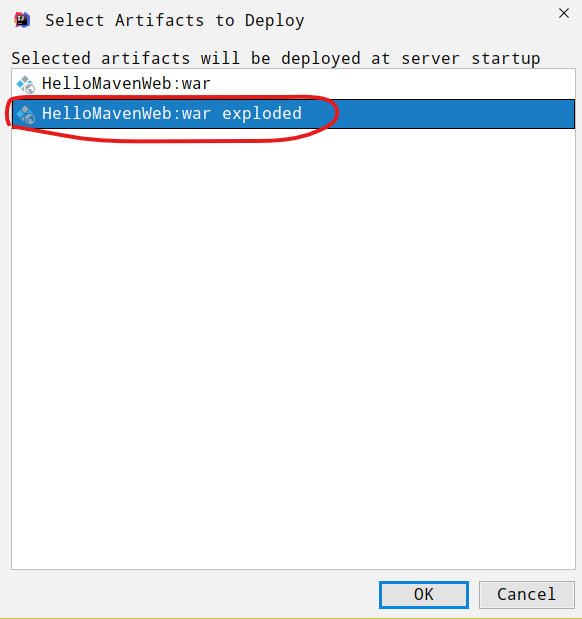 Select Artifacts to Deploy
Selected artifacts will be deployed at server startup
HelloMavenWeb:war
HelloMavenWeb:war exploded
OK
Cancel